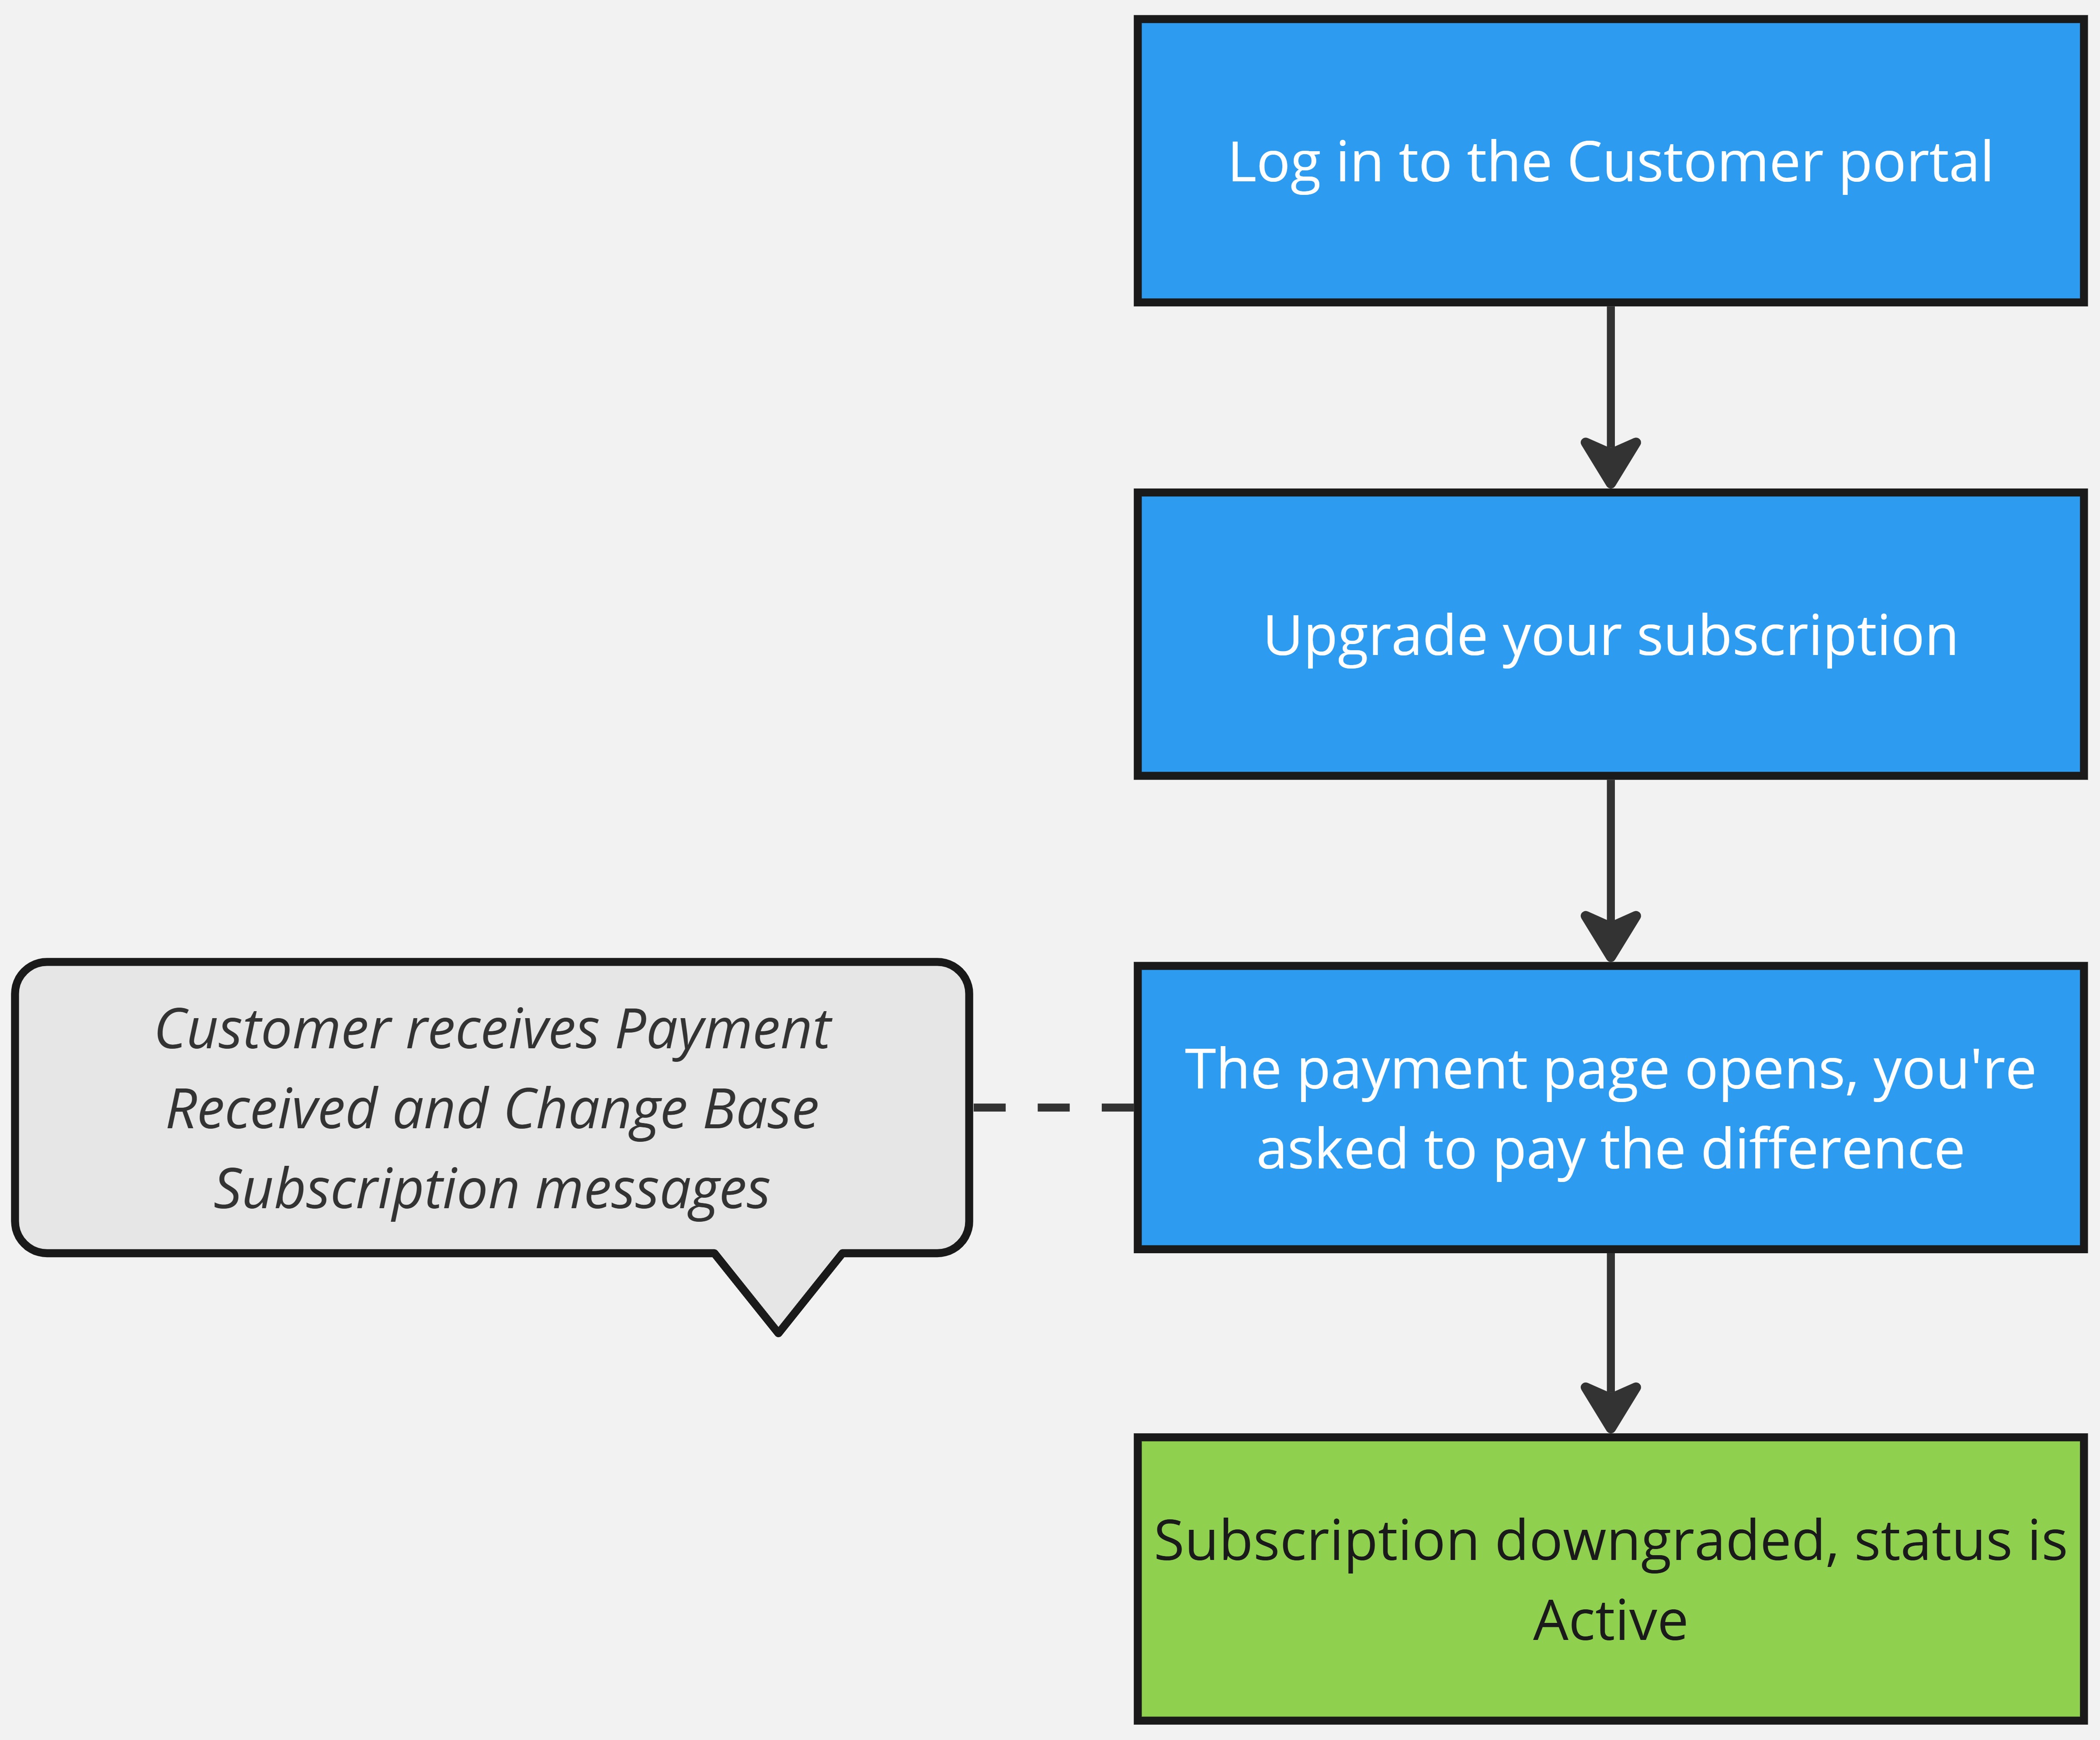 Log in to the Customer portal
Upgrade your subscription
Customer receives Payment
Received and Change Base
Subscription messages
The payment page opens, you're
asked to pay the difference
Subscription downgraded, status is
Active